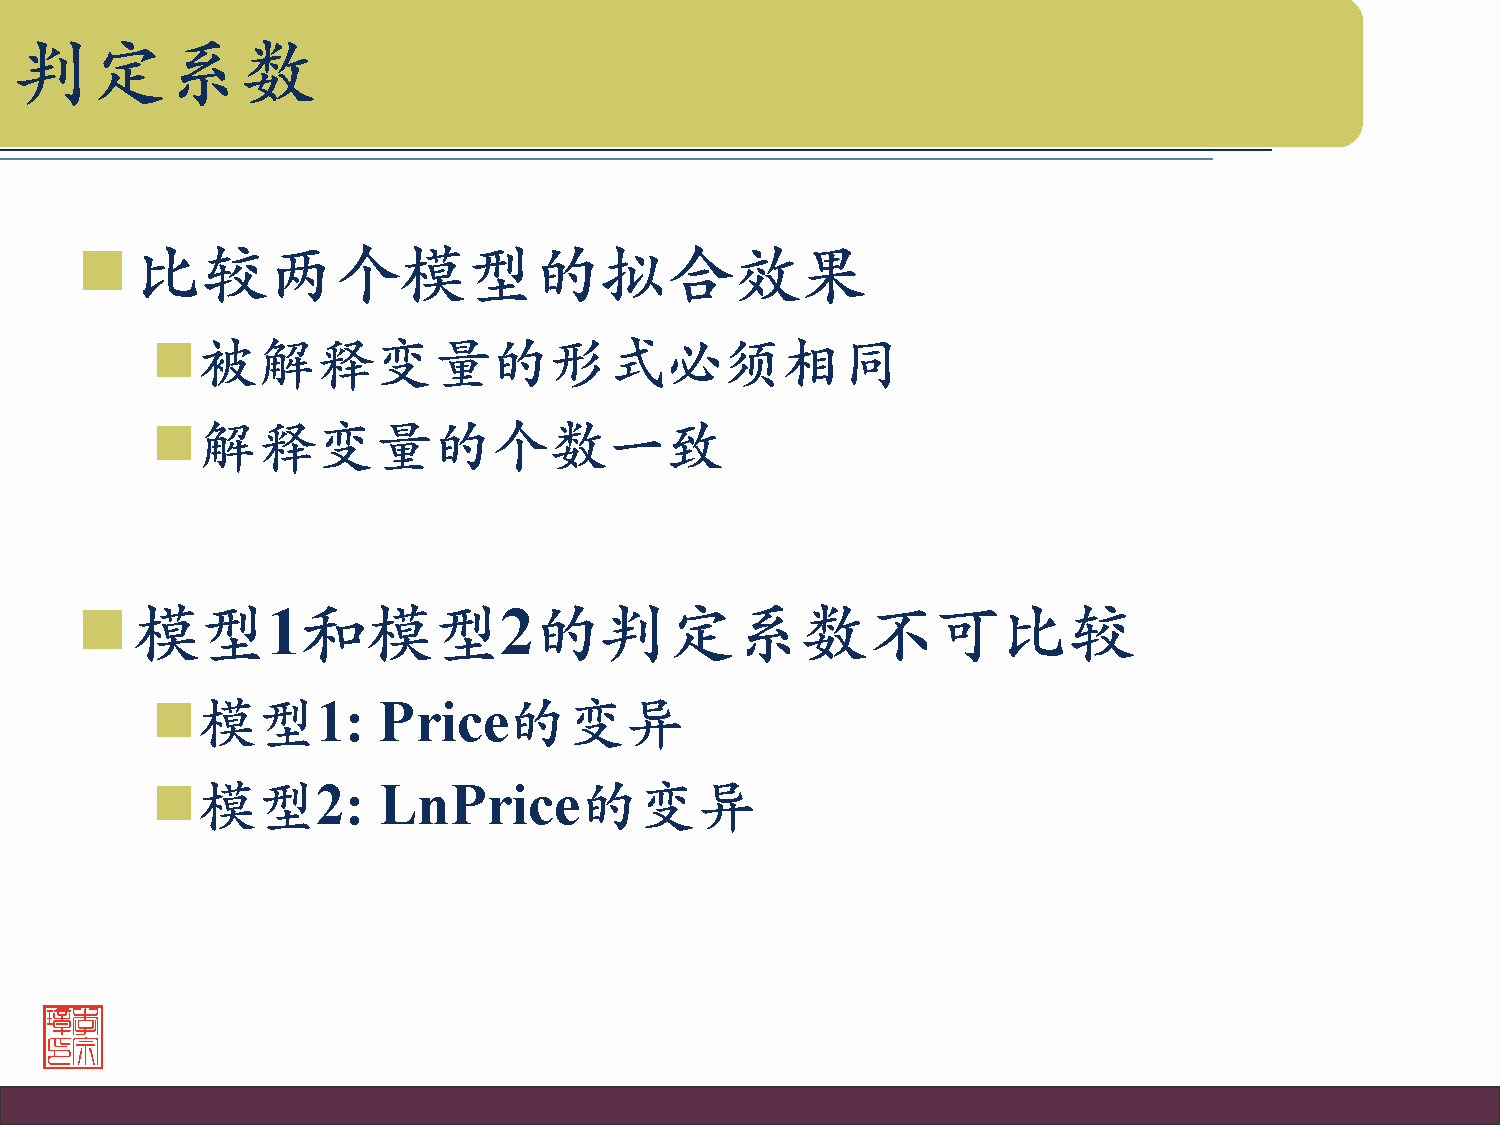 判定系数
比较两个模型的拟合效果
被解释变量的形式必须相同
解释变量的个数一致
模型1和模型2的判定系数不可比较
模型1: Price的变异
模型2: LnPrice的变异
李宗
璋印